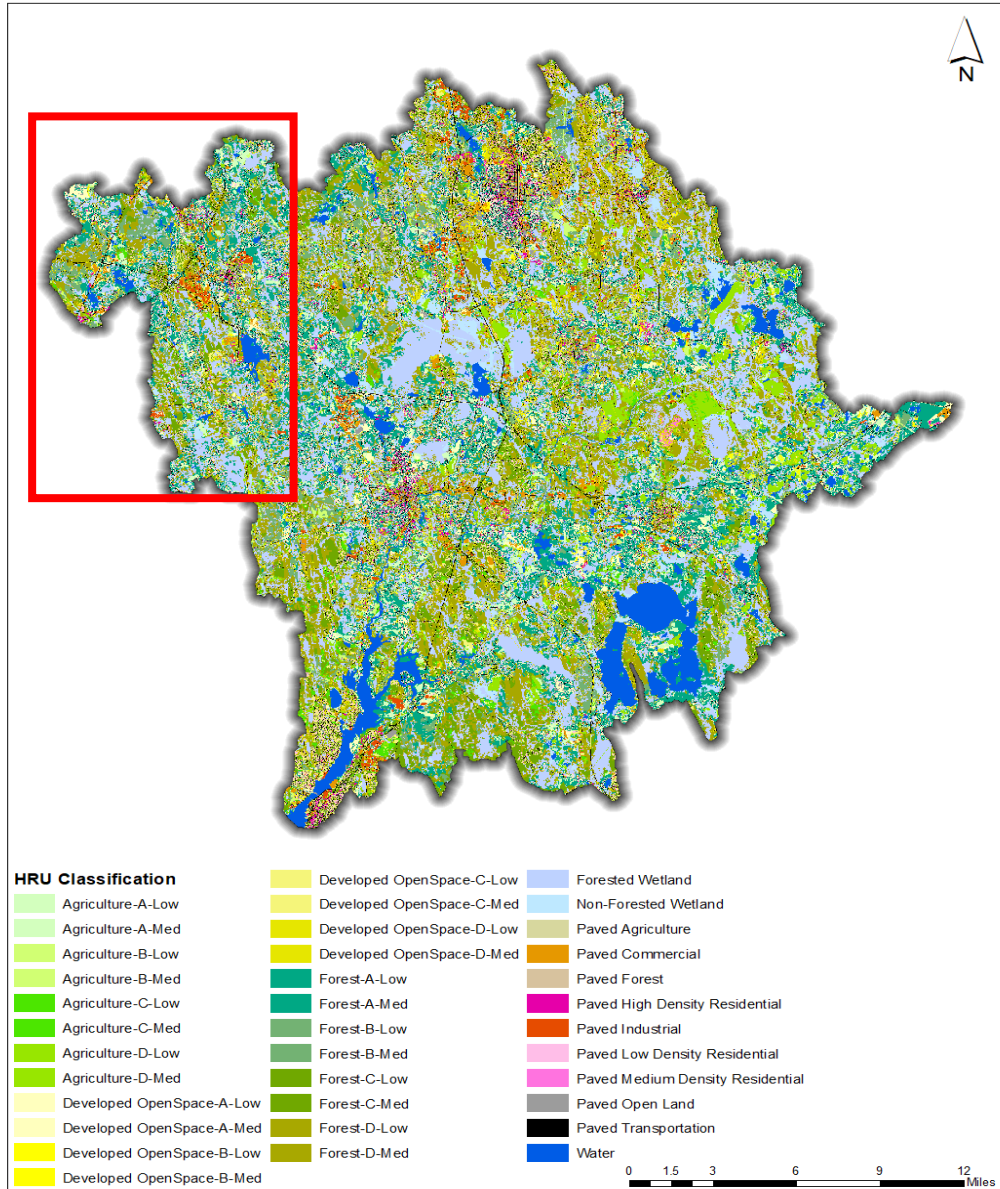 N
HRU Classification
Agriculture-A-Low
Agriculture-A-Med
Agriculture-B-Low
Agriculture-B-Med
Agriculture-C-Low
Agriculture-C-Med
Agriculture-D-Low
Agriculture-D-Med
Developed OpenSpace-A-Low
Developed OpenSpace-A-Med
Developed OpenSpace-B-Low
Developed OpenSpace-B-Med
Developed OpenSpace-C-Low
Developed OpenSpace-C-Med
Developed OpenSpace-D-Low
Developed OpenSpace-D-Med
Forest-A-Low
Forest-A-Med
Forest-B-Low
Forest-B-Med
Forest-C-Low
Forest-C-Med
Forest-D-Low
Forest-D-Med
Forested Wetland
Non-Forested Wetland
Paved Agriculture
Paved Commercial
Paved Forest
Paved High Density Residential
Paved Industrial
Paved Low Density Residential
Paved Medium Density Residential
Paved Open Land
Paved Transportation
Water
0 1.5 3 6 9 12
Miles